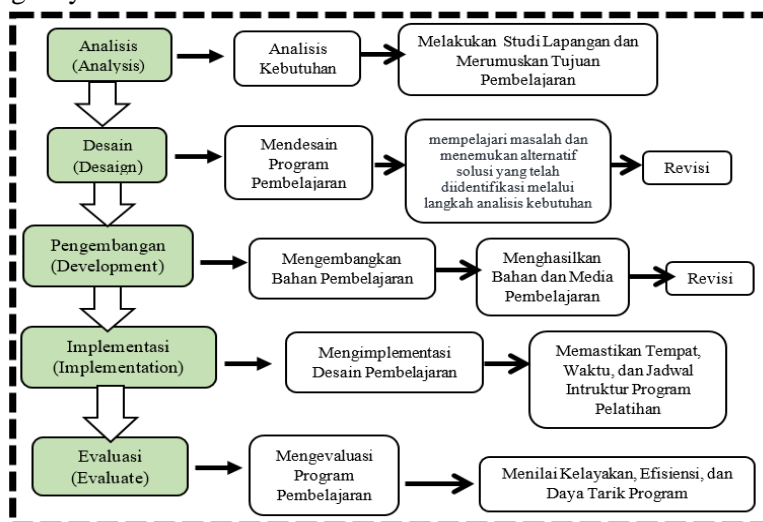 Analisis
(Analysis)
Analisis
Kebutuhan
Melakukan Studi Lapangan dan
Merumuskan Tujuan
Pembelajaran
Desain
(Desaign)
Mendesain
Program
Pembelajaran
mempelajari masalah dan
menemukan alternatif
solusi yang telah
diidentifikasi melalui
langkah analisis kebutuhan
Revisi
Pengembangan
(Development)
Mengembangkan
Bahan Pembelajaran
Menghasilkan
Bahan dan Media
Pembelajaran
Revisi
Implementasi
(Implementation)
Mengimplementasi
Desain Pembelajaran
Memastikan Tempat,
Waktu, dan Jadwal
Intruktur Program
Pelatihan
Evaluasi
(Evaluate)
Mengevaluasi
Program
Pembelajaran
Menilai Kelayakan, Efisiensi, dan
Daya Tarik Program